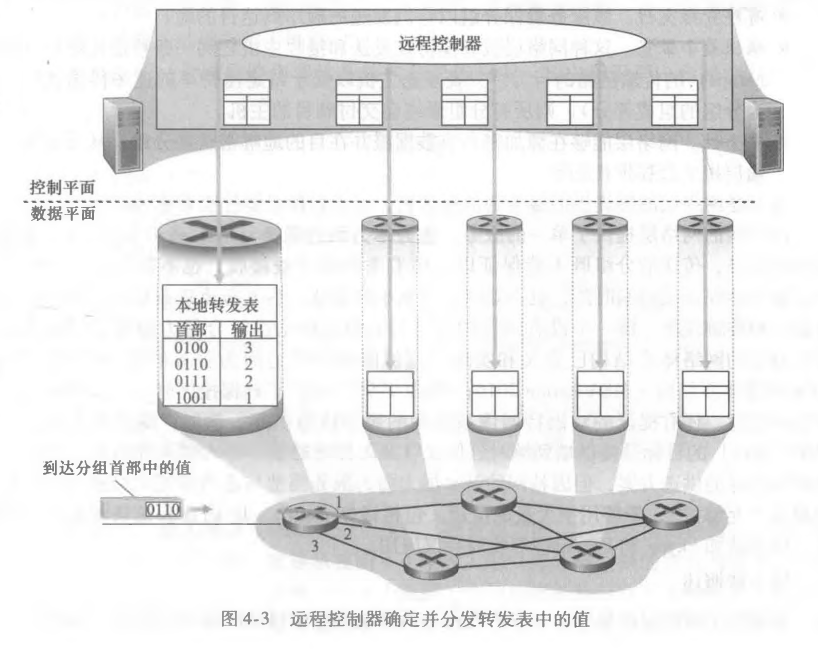 远程控制器
控制平面
数据平面
本地转发表
首部 输出
0100 3
0110 2
0111 2
1001 1
到达分组首部中的值
0110
1
2
3
图 4-3 远程控制器确定并分发转发表中的值